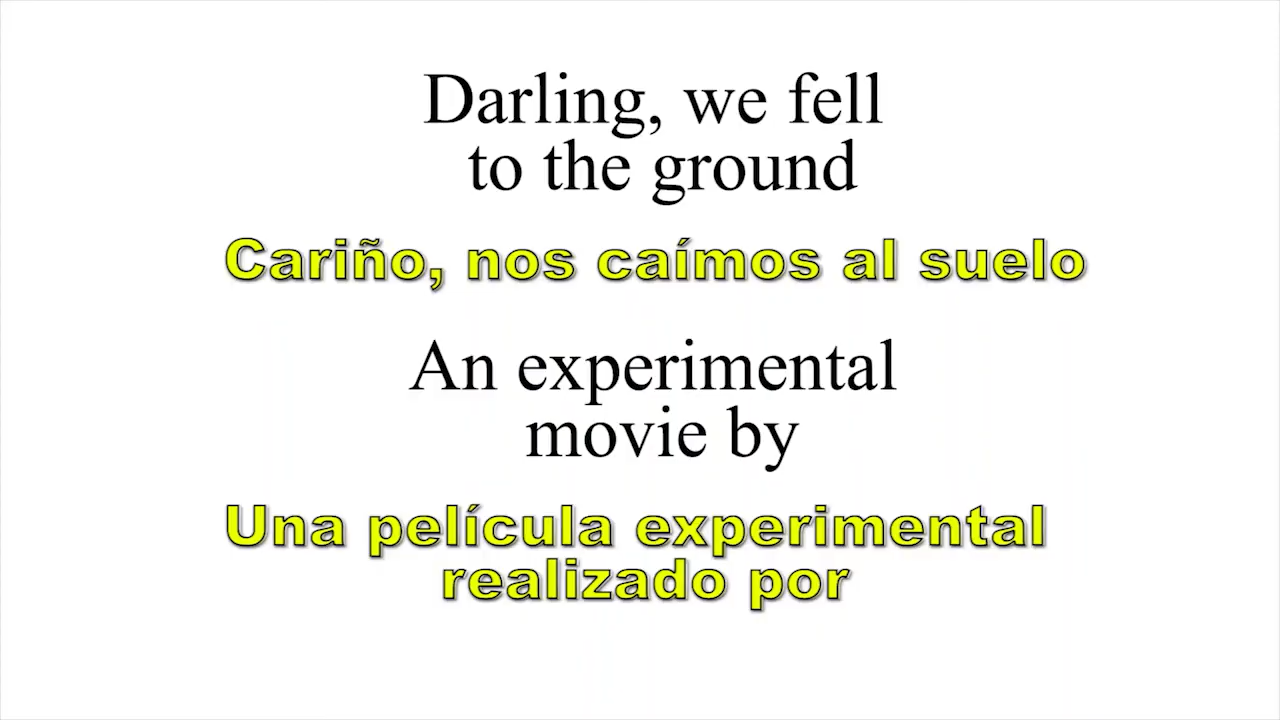 Darling, we fell
to the ground
Cariño, nos caímos al suelo
An experimental
movie by
Una película experimental
realizado por